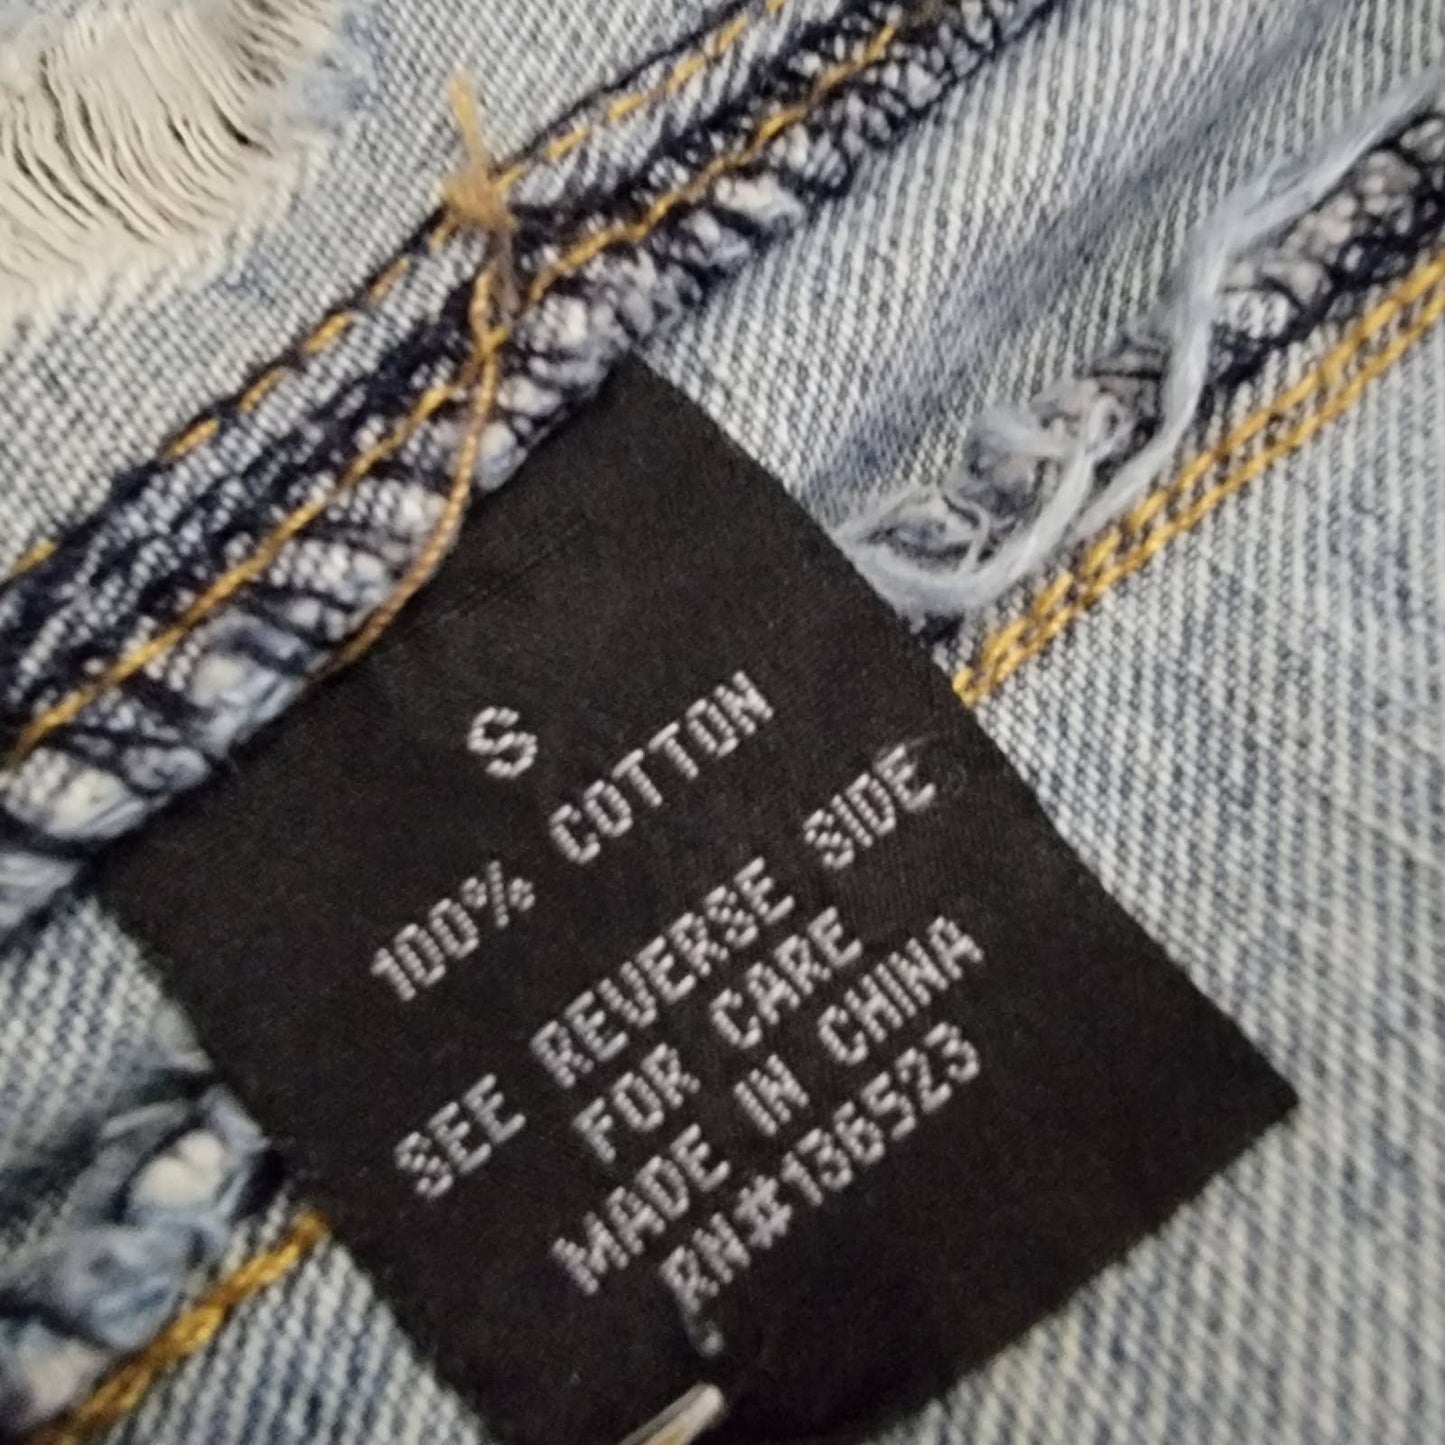 S
100% COTTON
SEE REVERSE SIDE
FOR CARE
MADE IN CHINA
RN#136523